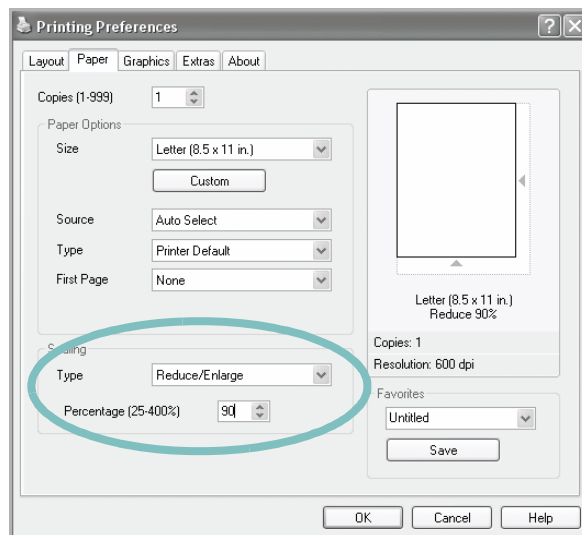 Printing Preferences
Layout Paper Graphics Extras About
Copies (1-999) 1
Paper Options
Size Letter (8.5 x 11 in.)
Custom
Source Auto Select
Type Printer Default
First Page None
Letter (8.5 x 11 in.)
Reduce 90%
Copies: 1
Resolution: 600 dpi
Scaling
Type Reduce/Enlarge
Percentage (25-400%) 90
Favorites
Untitled
Save
OK Cancel Help